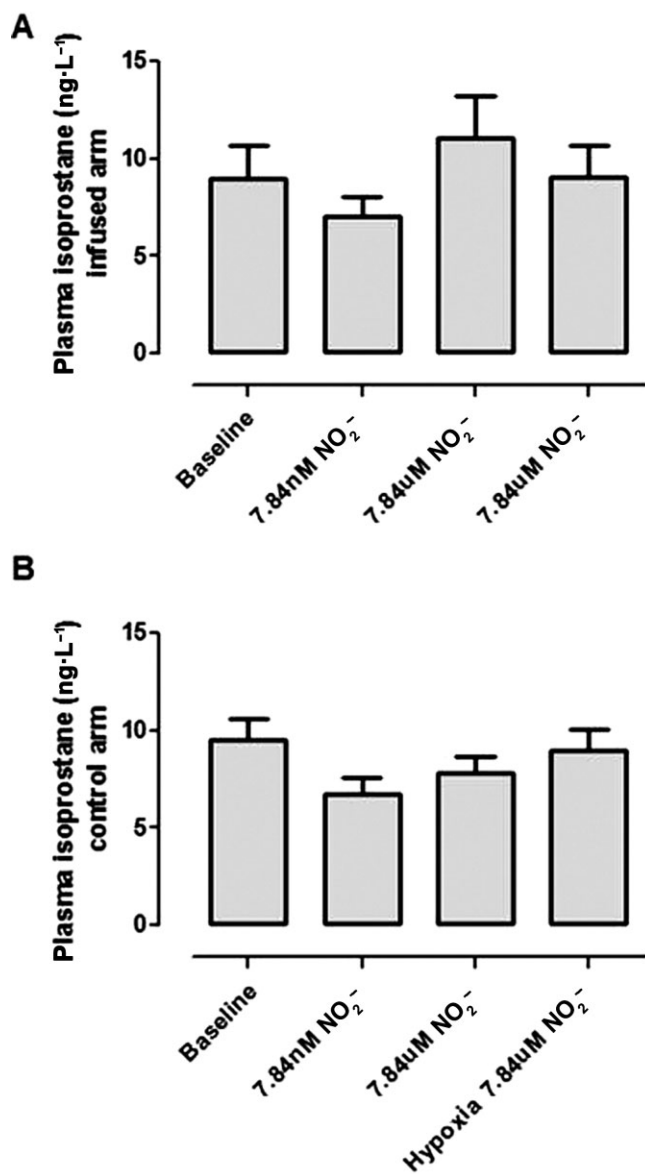 A
Plasma isoprostane (ng·L⁻¹)
infused arm
15
10
5
0
Baseline
7.84nM NO₂⁻
7.84uM NO₂⁻
7.84uM NO₂⁻
B
Plasma isoprostane (ng·L⁻¹)
control arm
15
10
5
0
Baseline
7.84nM NO₂⁻
7.84uM NO₂⁻
Hypoxia 7.84uM NO₂⁻